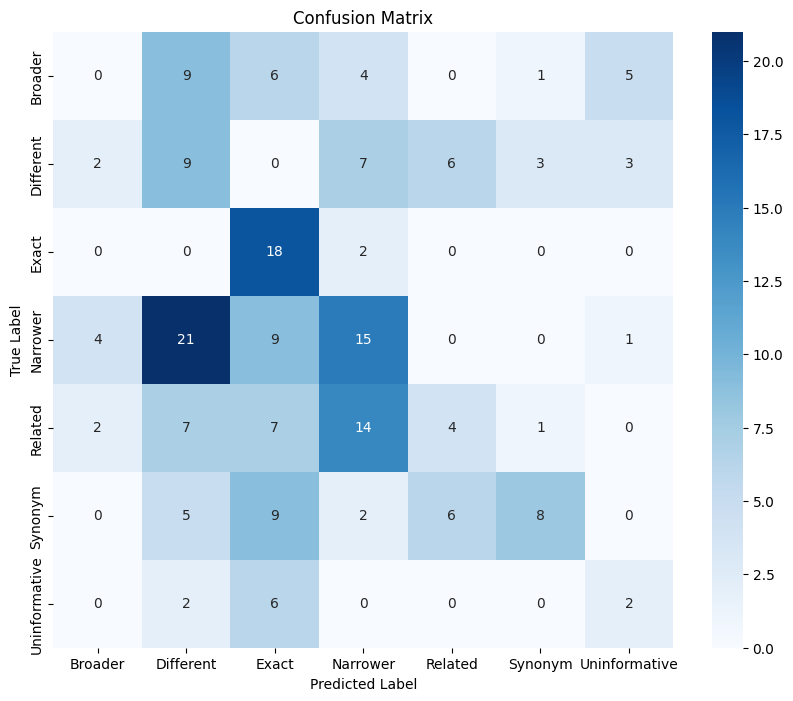 Confusion Matrix
True Label
Broader 0 9 6 4 0 1 5
Different 2 9 0 7 6 3 3
Exact 0 0 18 2 0 0 0
Narrower 4 21 9 15 0 0 1
Related 2 7 7 14 4 1 0
Synonym 0 5 9 2 6 8 0
Uninformative 0 2 6 0 0 0 2
Broader Different Exact Narrower Related Synonym Uninformative
Predicted Label
20.0
17.5
15.0
12.5
10.0
7.5
5.0
2.5
0.0